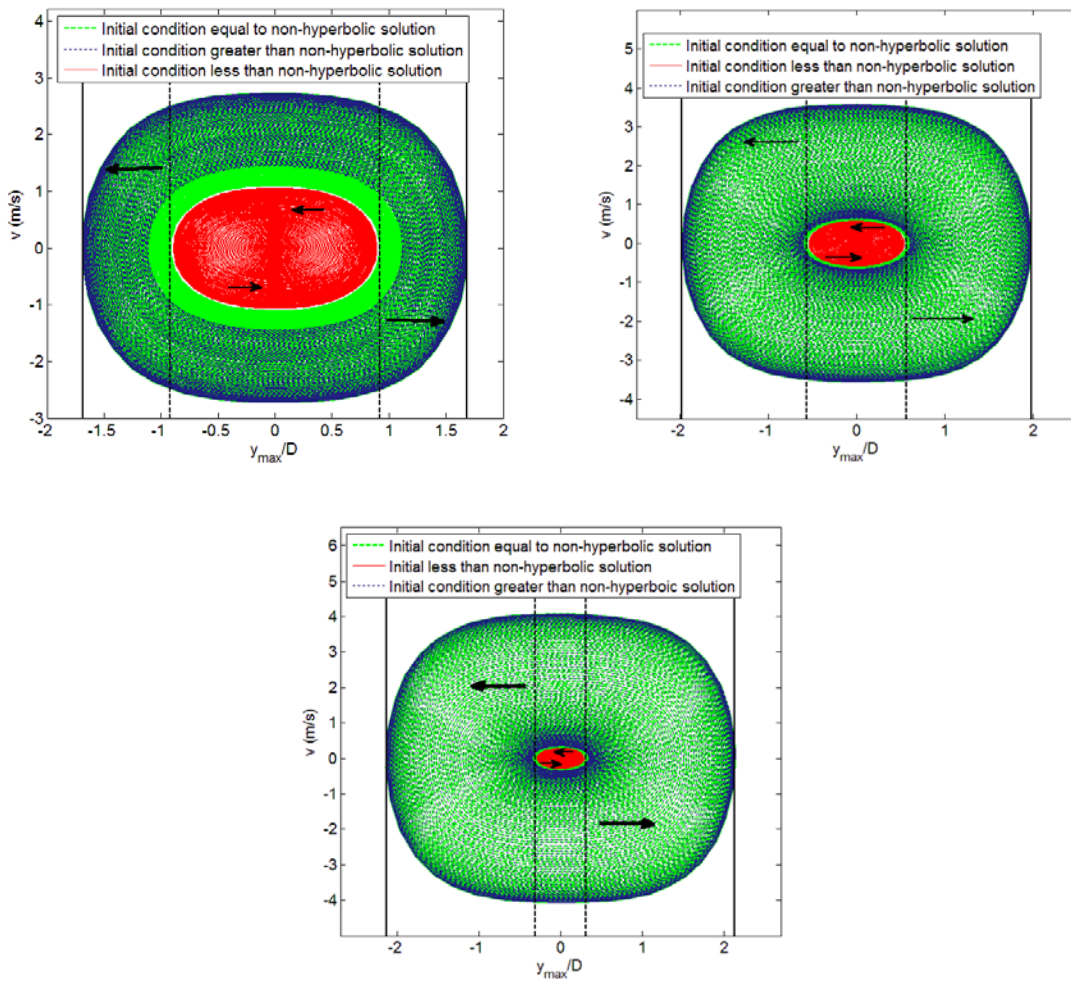 Initial condition equal to non-hyperbolic solution
Initial condition greater than non-hyperbolic solution
Initial condition less than non-hyperbolic solution
4
3
2
1
0
-1
-2
-3
v (m/s)
-2 -1.5 -1 -0.5 0 0.5 1 1.5 2
y_max/D
Initial condition equal to non-hyperbolic solution
Initial condition less than non-hyperbolic solution
Initial condition greater than non-hyperbolic solution
5
4
3
2
1
0
-1
-2
-3
-4
v (m/s)
-2 -1 0 1 2
y_max/D
Initial condition equal to non-hyperbolic solution
Initial less than non-hyperbolic solution
Initial condition greater than non-hyperboic solution
6
5
4
3
2
1
0
-1
-2
-3
-4
v (m/s)
-2 -1 0 1 2
y_max/D